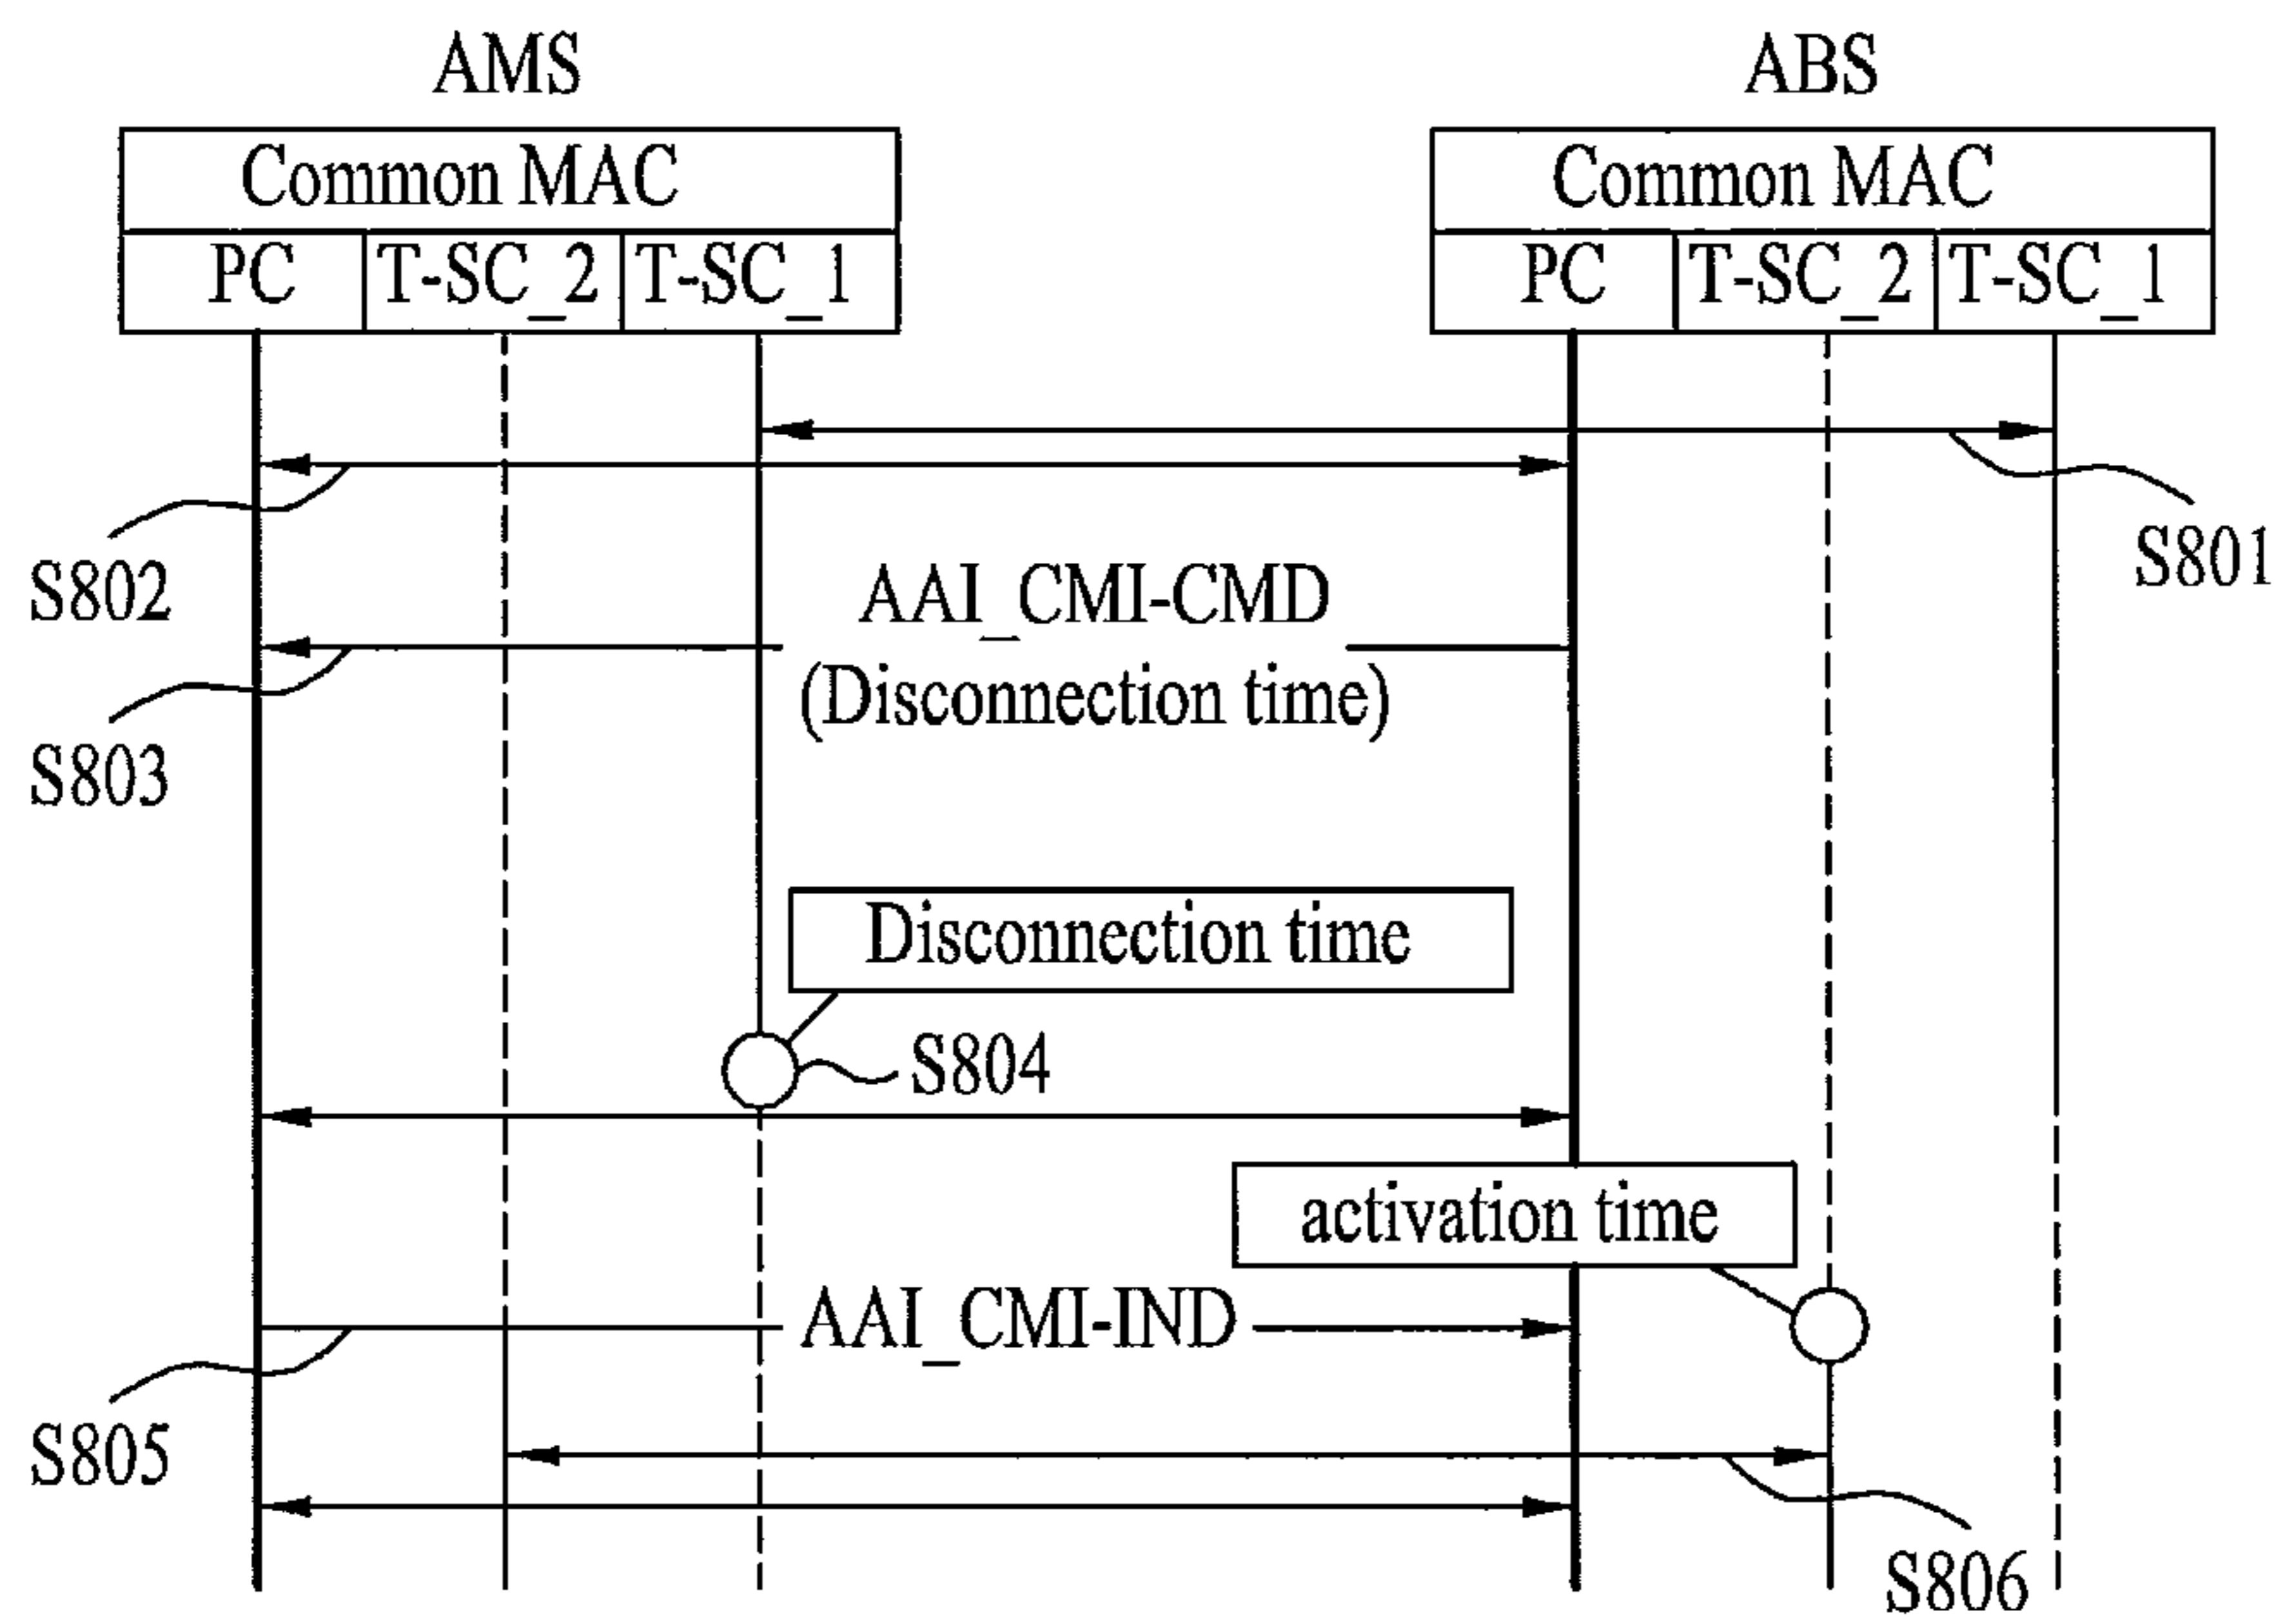 AMS
ABS
Common MAC
Common MAC
PC
T-SC_2
T-SC_1
PC
T-SC_2
T-SC_1
S802
S801
AAI_CMI-CMD
(Disconnection time)
S803
Disconnection time
S804
activation time
AAI_CMI-IND
S805
S806